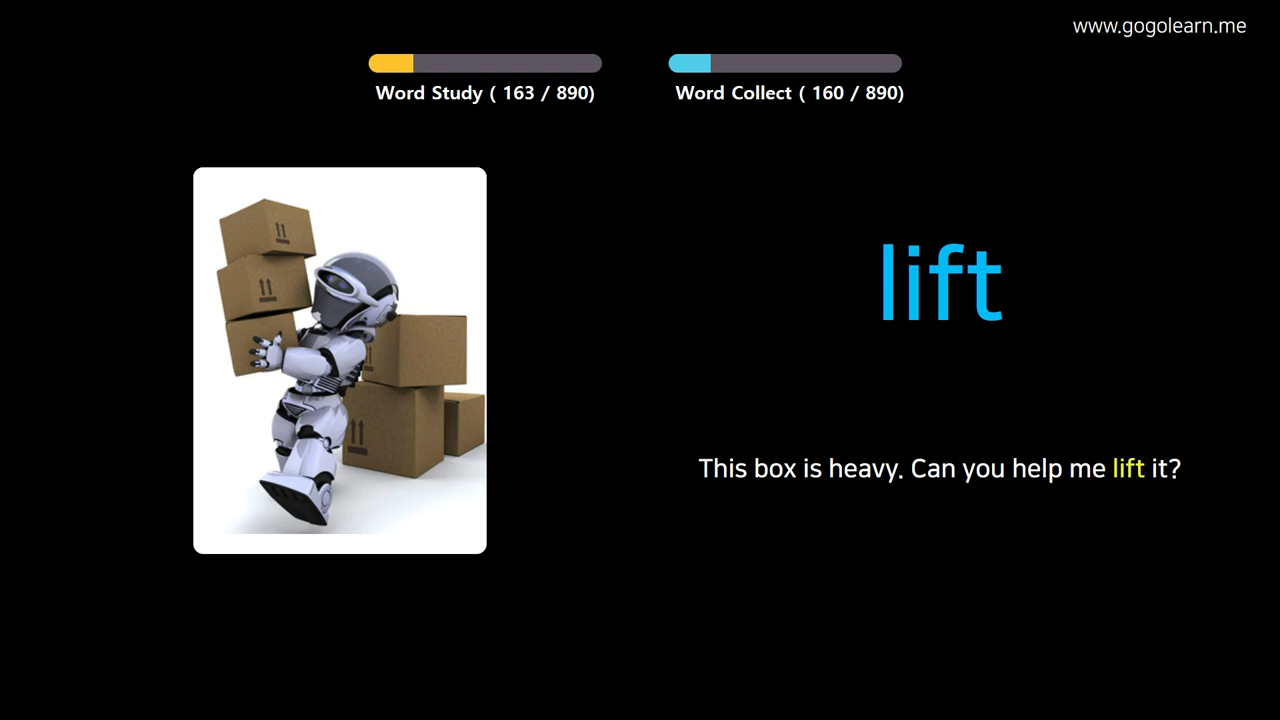 www.gogolearn.me
Word Study ( 163 / 890)
Word Collect ( 160 / 890)
lift
This box is heavy. Can you help me lift it?